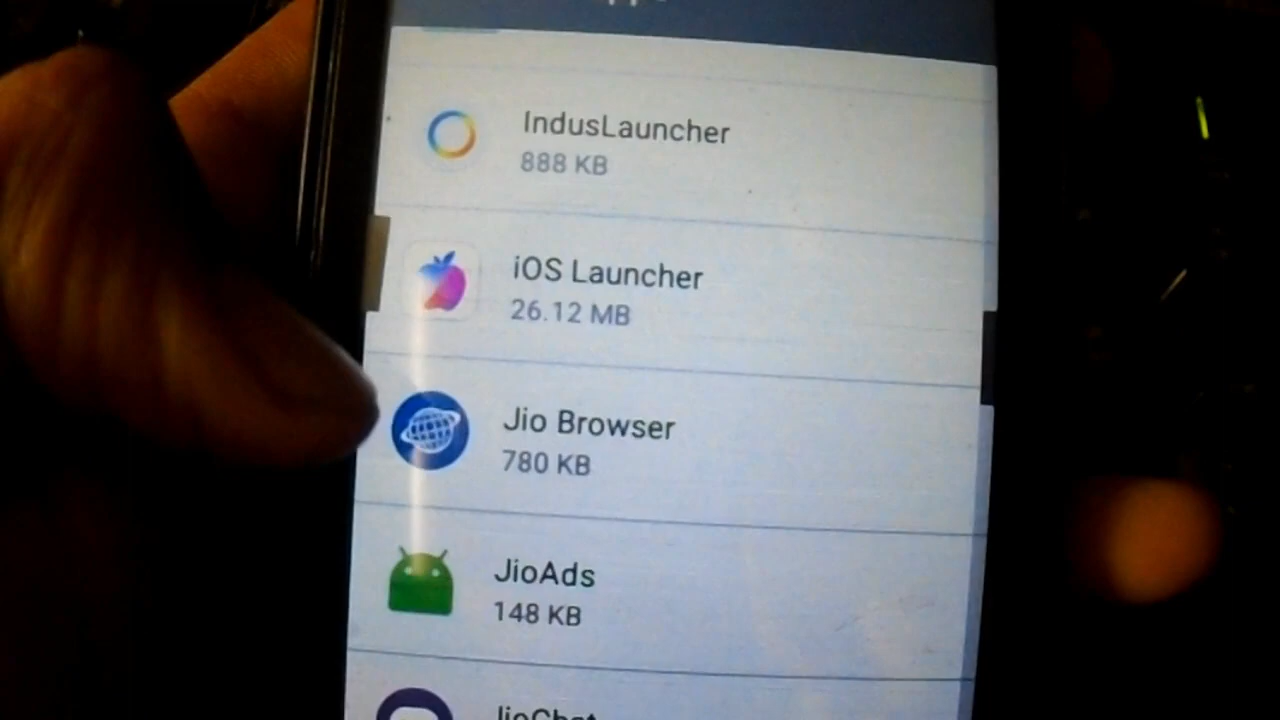 IndusLauncher
888 KB
iOS Launcher
26.12 MB
Jio Browser
780 KB
JioAds
148 KB
JioChat